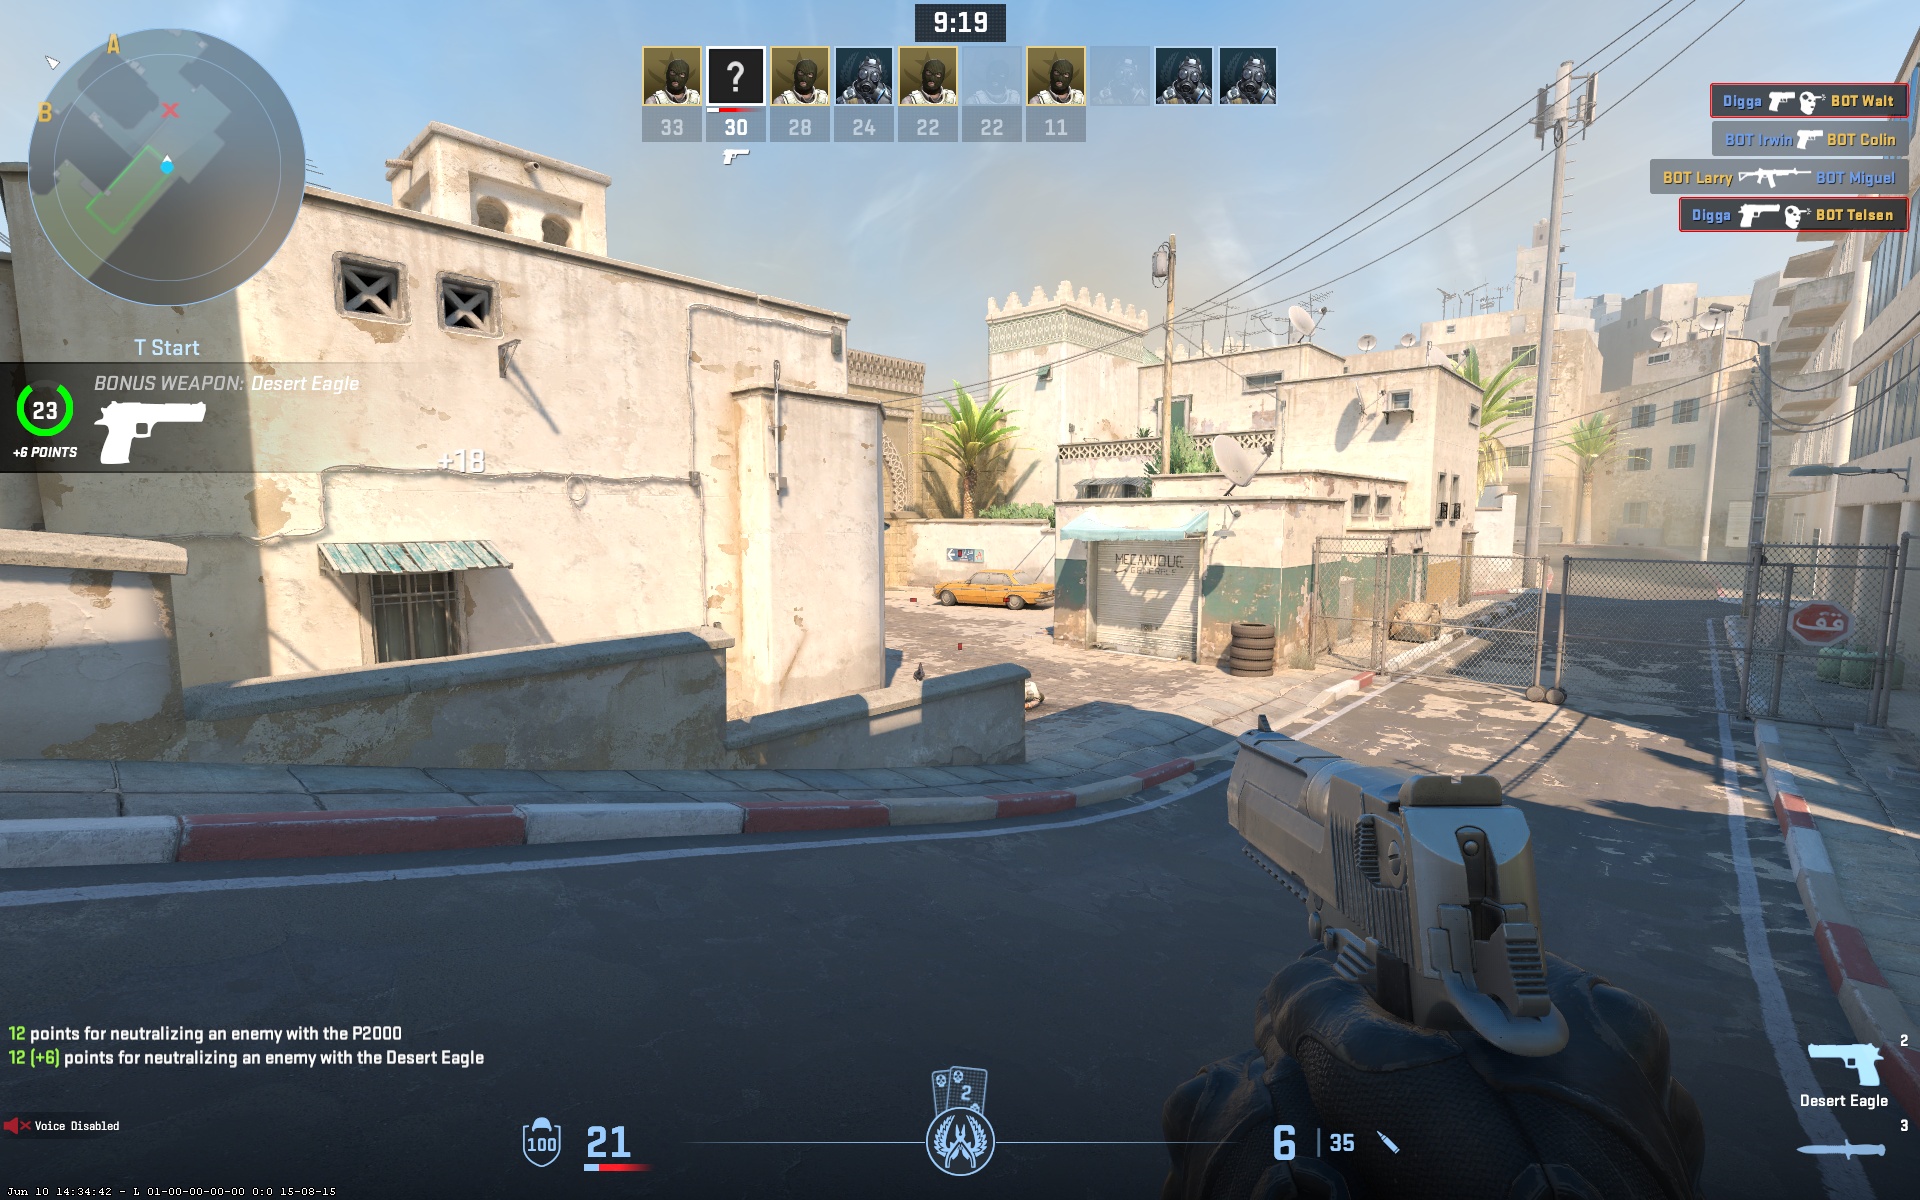 9:19
A
B
?
33
30
28
24
22
22
11
Digga BOT Walt
BOT Irwin BOT Colin
BOT Larry BOT Miguel
Digga BOT Telsen
T Start
BONUS WEAPON: Desert Eagle
23
+6 POINTS
+18
MECANIQUE
GENERALE
قف
12 points for neutralizing an enemy with the P2000
12 (+6) points for neutralizing an enemy with the Desert Eagle
Voice Disabled
100
21
2
6
35
2
Desert Eagle
3
Jun 10 14:34:42 - L 01-00-00-00-00 0:0 15-08-15